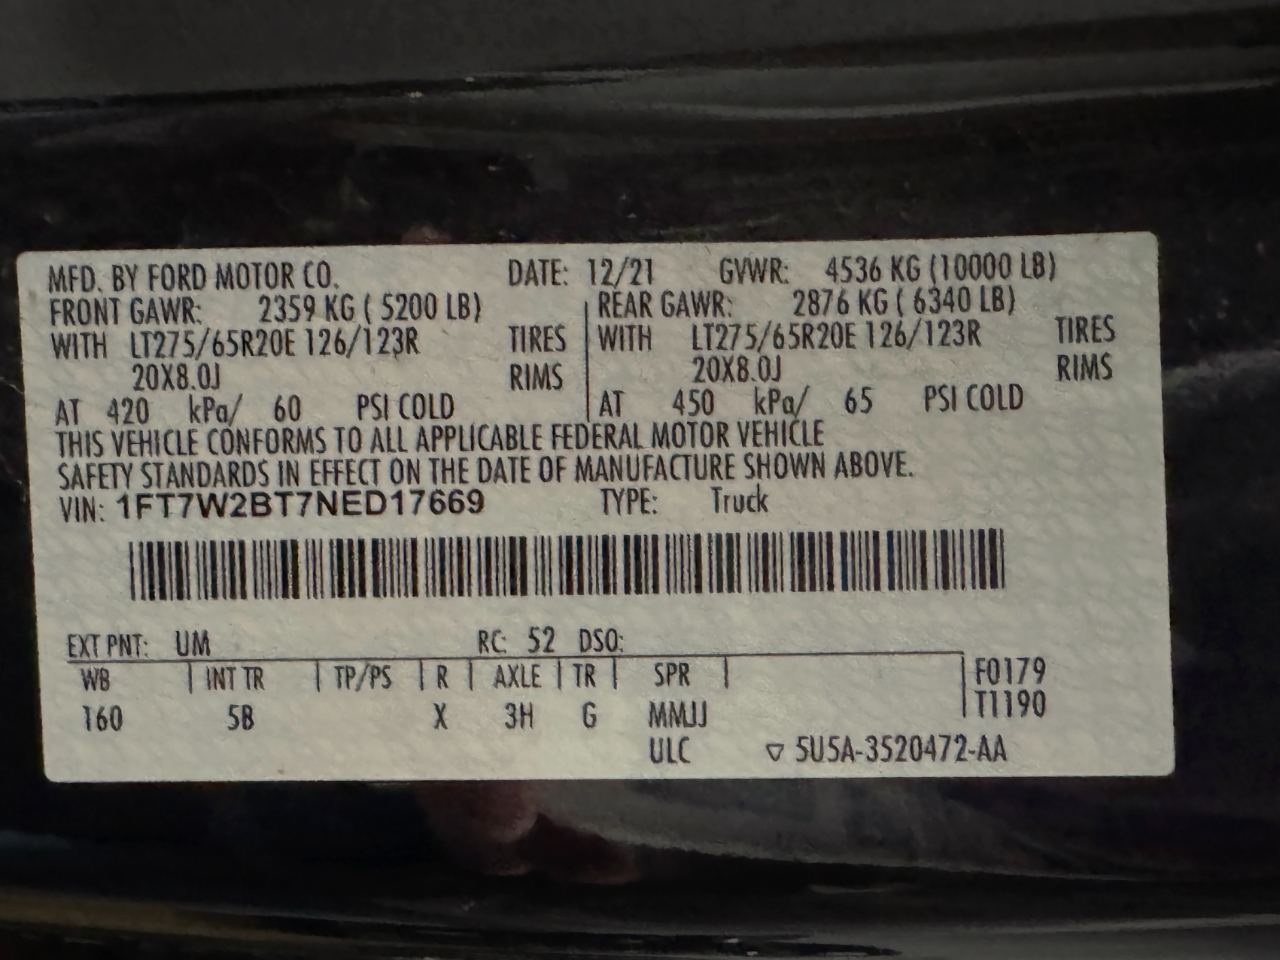 MFD. BY FORD MOTOR CO. DATE: 12/21 GVWR: 4536 KG (10000 LB)
FRONT GAWR: 2359 KG ( 5200 LB) REAR GAWR: 2876 KG ( 6340 LB)
WITH LT275/65R20E 126/123R TIRES WITH LT275/65R20E 126/123R TIRES
20X8.0J RIMS 20X8.0J RIMS
AT 420 kPa/ 60 PSI COLD AT 450 kPa/ 65 PSI COLD
THIS VEHICLE CONFORMS TO ALL APPLICABLE FEDERAL MOTOR VEHICLE
SAFETY STANDARDS IN EFFECT ON THE DATE OF MANUFACTURE SHOWN ABOVE.
VIN: 1FT7W2BT7NED17669 TYPE: Truck
EXT PNT: UM RC: 52 DSO:
WB INT TR TP/PS R AXLE TR SPR F0179
160 5B X 3H G MMJJ T1190
ULC ▽ 5U5A-3520472-AA